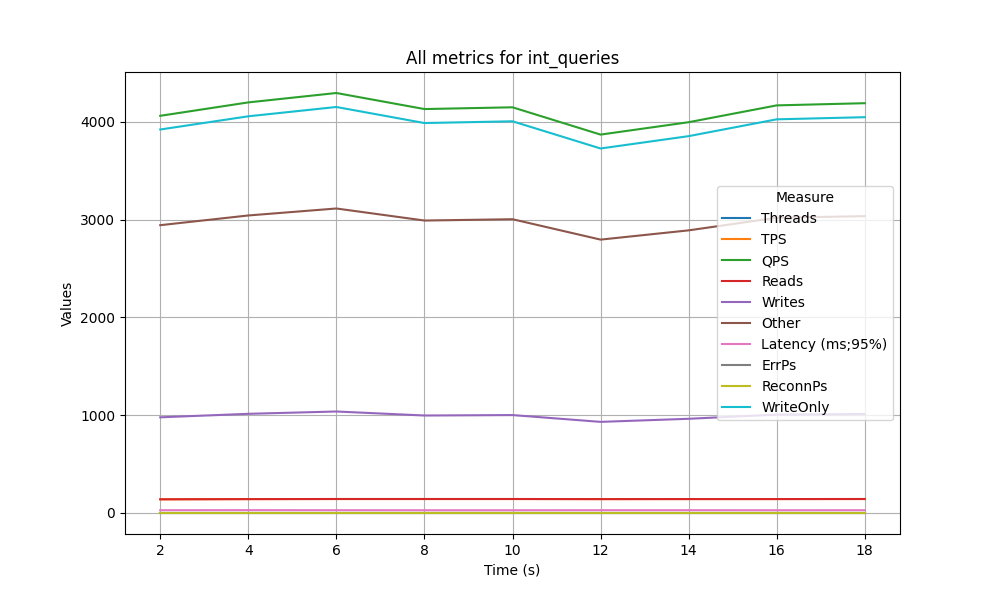 All metrics for int_queries
4000
3000
2000
1000
0
Values
2 4 6 8 10 12 14 16 18
Time (s)
Measure
Threads
TPS
QPS
Reads
Writes
Other
Latency (ms;95%)
ErrPs
ReconnPs
WriteOnly